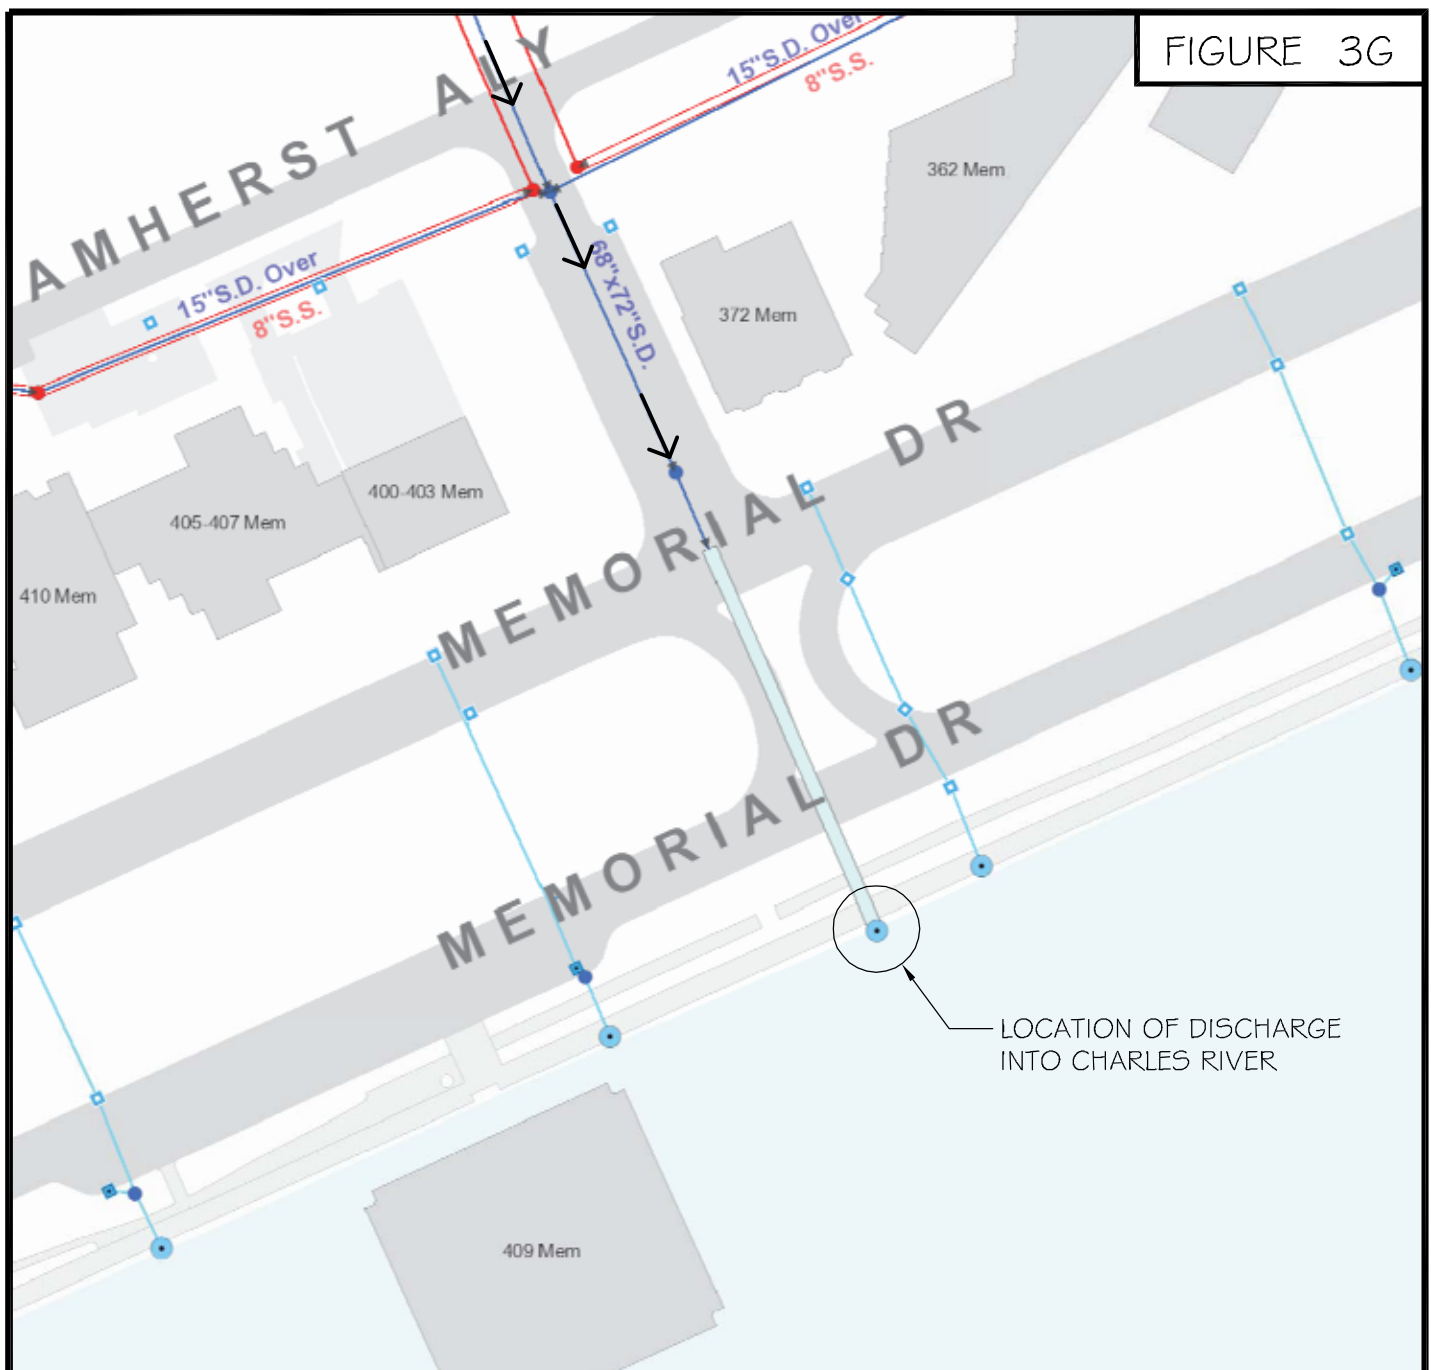 FIGURE 3G
15"S.D. Over
8"S.S.
AMHERST ALY
362 Mem
15"S.D. Over
8"S.S.
68"x72"S.D.
372 Mem
MEMORIAL DR
400-403 Mem
405-407 Mem
410 Mem
MEMORIAL DR
LOCATION OF DISCHARGE
INTO CHARLES RIVER
409 Mem